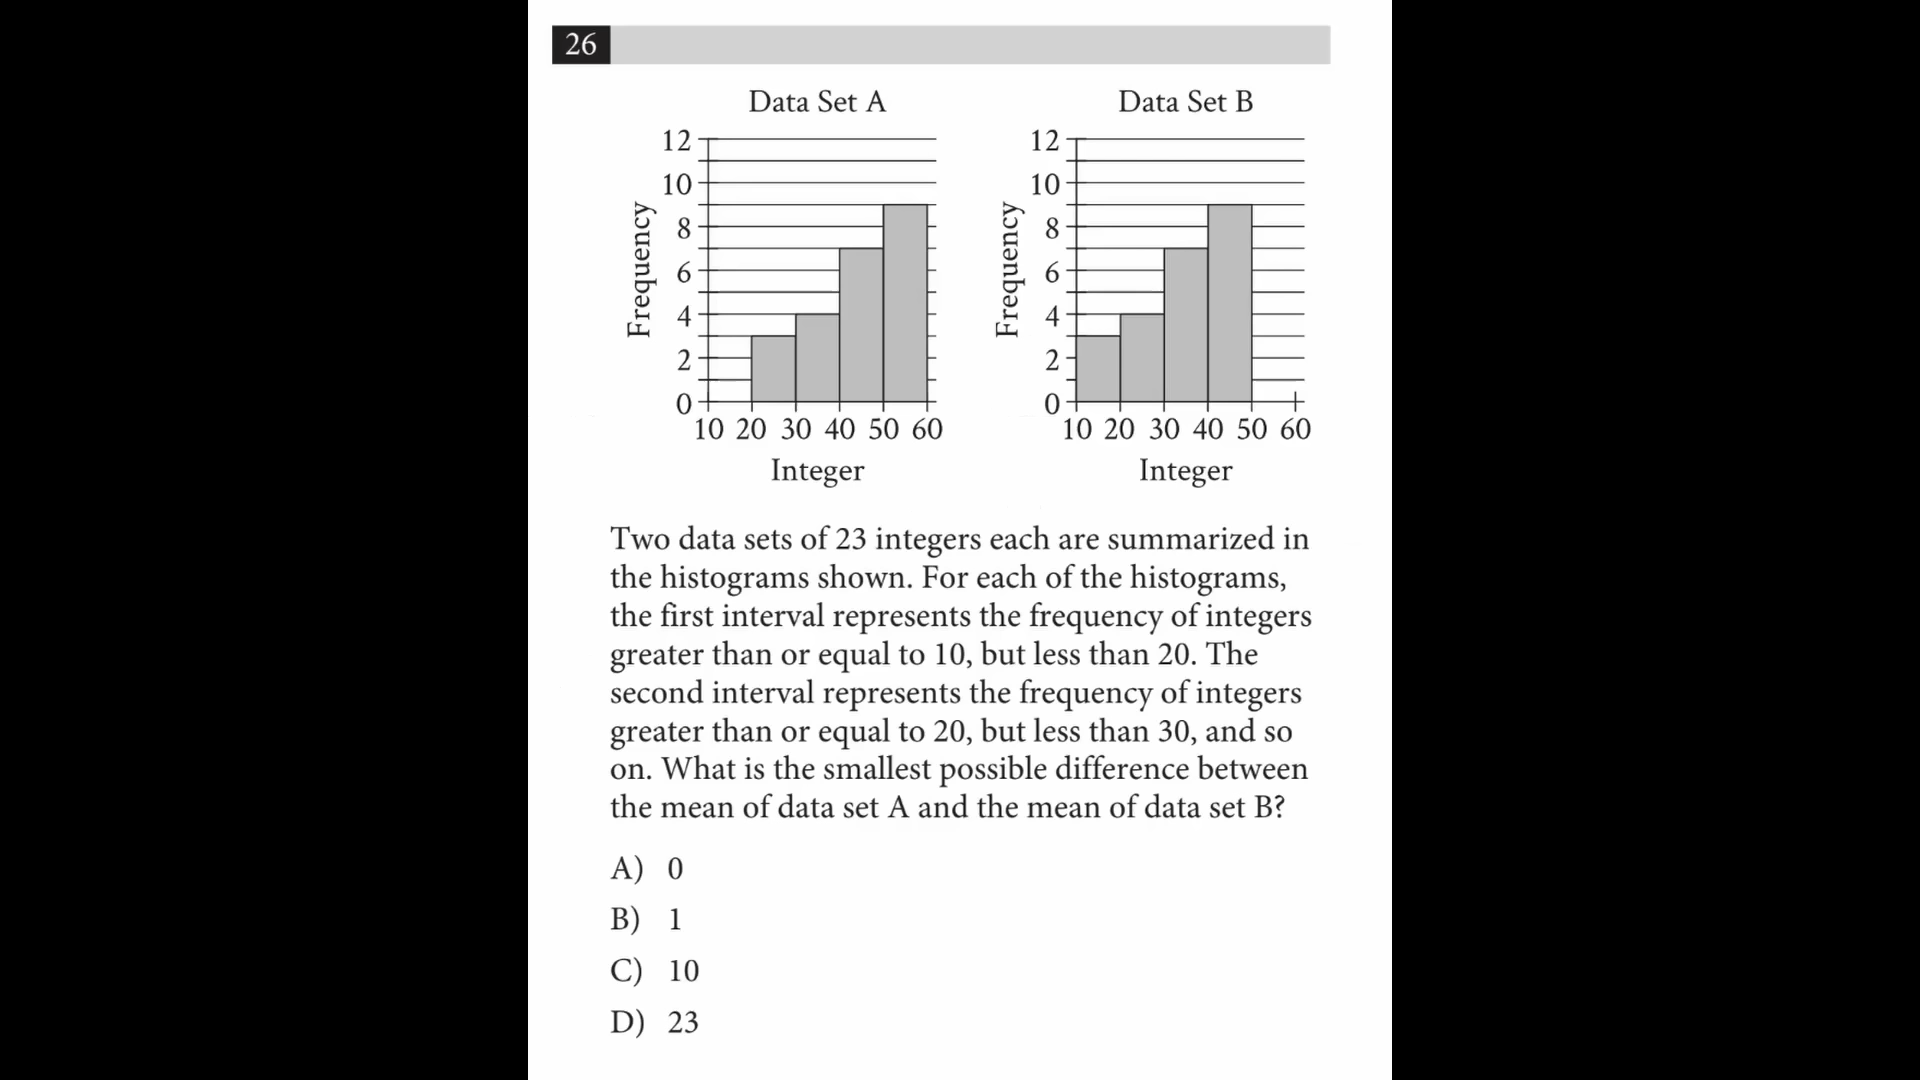 26
Data Set A
12
10
8
6
4
2
0
Frequency
10 20 30 40 50 60
Integer
Data Set B
12
10
8
6
4
2
0
Frequency
10 20 30 40 50 60
Integer
Two data sets of 23 integers each are summarized in
the histograms shown. For each of the histograms,
the first interval represents the frequency of integers
greater than or equal to 10, but less than 20. The
second interval represents the frequency of integers
greater than or equal to 20, but less than 30, and so
on. What is the smallest possible difference between
the mean of data set A and the mean of data set B?
A) 0
B) 1
C) 10
D) 23